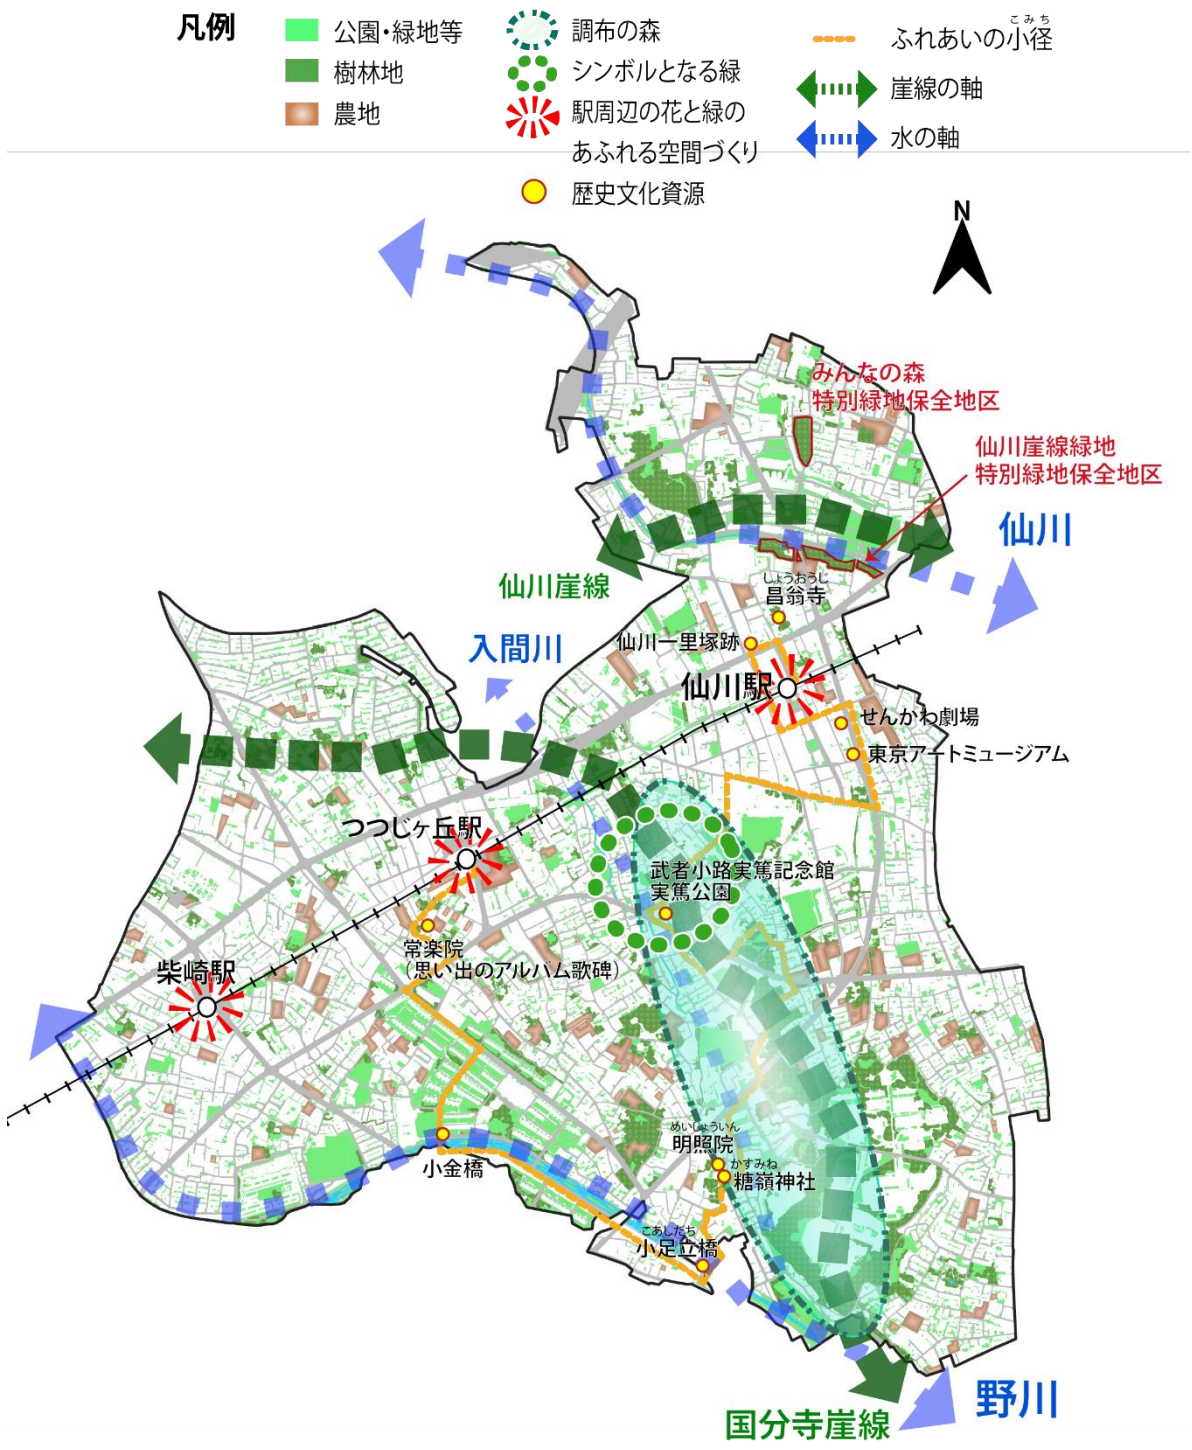 凡例
公園・緑地等
樹林地
農地
調布の森
シンボルとなる緑
駅周辺の花と緑の
あふれる空間づくり
歴史文化資源
こみち
ふれあいの小径
崖線の軸
水の軸
N
みんなの森
特別緑地保全地区
仙川崖線緑地
特別緑地保全地区
仙川
仙川崖線
しょうおうじ
昌翁寺
入間川
仙川一里塚跡
仙川駅
せんかわ劇場
東京アートミュージアム
つつじヶ丘駅
武者小路実篤記念館
実篤公園
常楽院
（思い出のアルバム歌碑）
柴崎駅
めいしょういん
明照院
かすみね
糟嶺神社
小金橋
こあしだち
小足立橋
野川
国分寺崖線